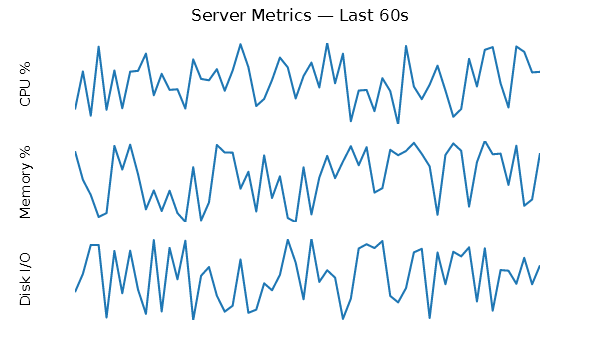 Server Metrics — Last 60s
CPU %
Memory %
Disk I/O